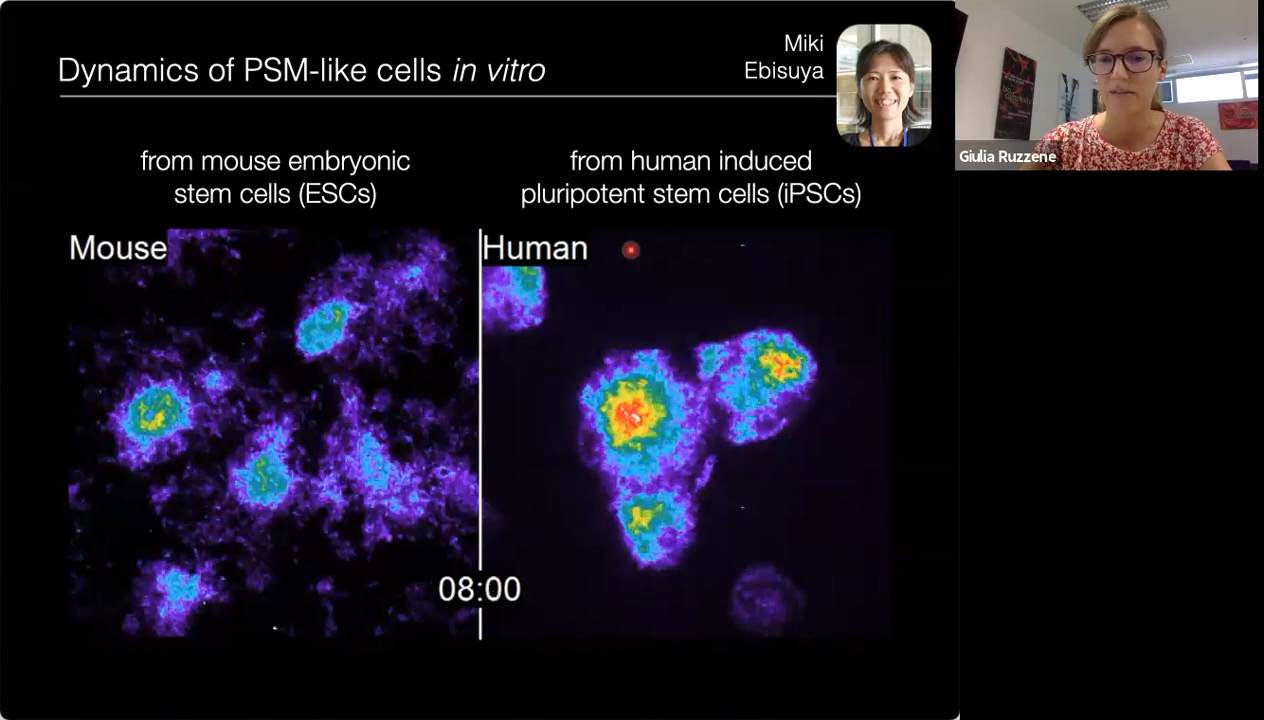 Dynamics of PSM-like cells in vitro
Miki
Ebisuya
from mouse embryonic
stem cells (ESCs)
from human induced
pluripotent stem cells (iPSCs)
Mouse
Human
08:00
Giulia Ruzzene